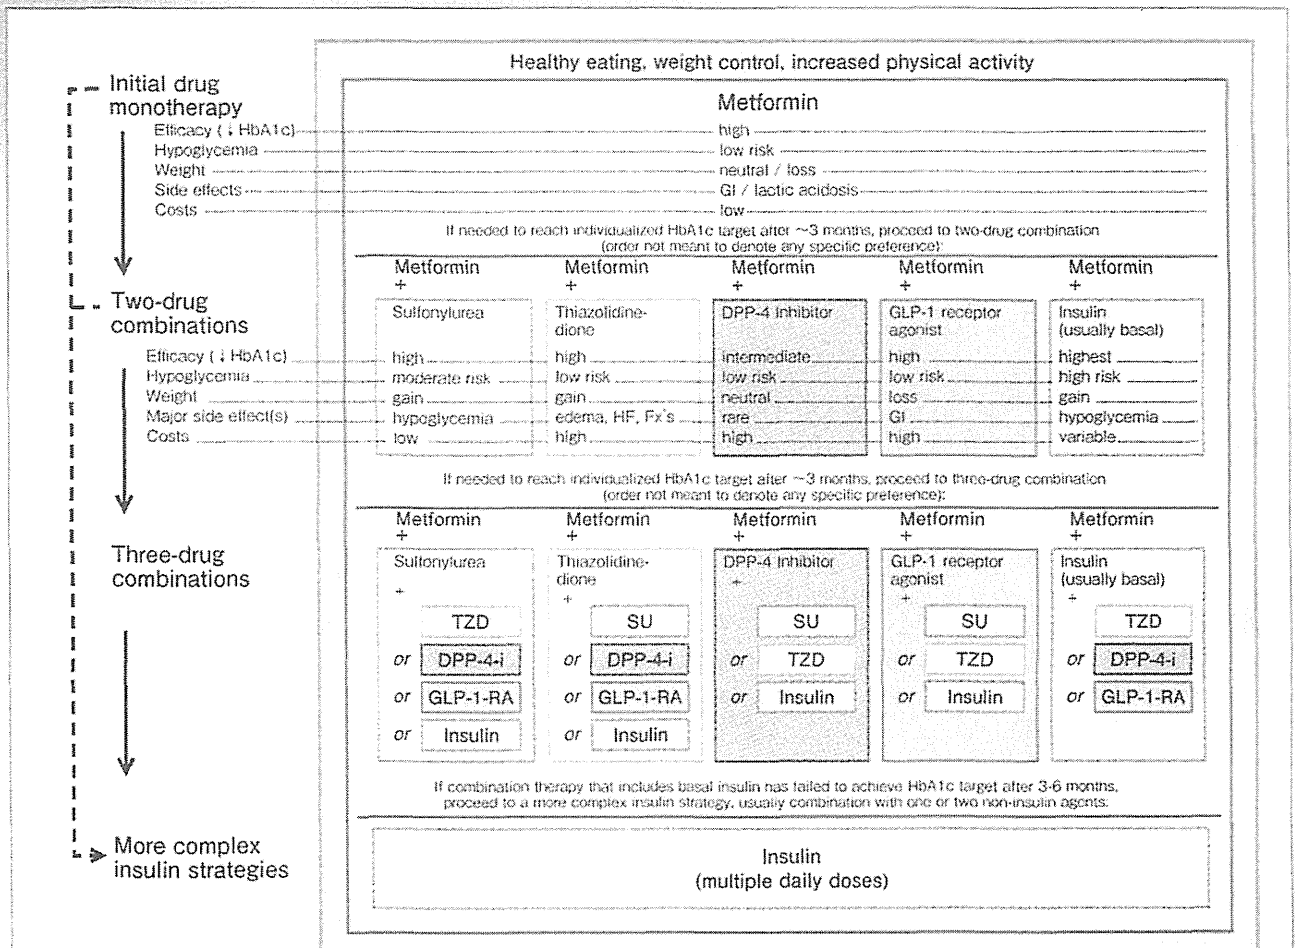 Healthy eating, weight control, increased physical activity
Initial drug
monotherapy
Metformin
Efficacy (↓ HbA1c) high
Hypoglycemia low risk
Weight neutral / loss
Side effects GI / lactic acidosis
Costs low
If needed to reach individualized HbA1c target after ~3 months, proceed to two-drug combination
(order not meant to denote any specific preference):
Metformin Metformin Metformin Metformin Metformin
+ + + + +
Two-drug
combinations
Sulfonylurea Thiazolidine- DPP-4 Inhibitor GLP-1 receptor Insulin
dione agonist (usually basal)
Efficacy (↓ HbA1c) high high intermediate high highest
Hypoglycemia moderate risk low risk low risk low risk high risk
Weight gain gain neutral loss gain
Major side effect(s) hypoglycemia edema, HF, Fx's rare GI hypoglycemia
Costs low high high high variable
If needed to reach individualized HbA1c target after ~3 months, proceed to three-drug combination
(order not meant to denote any specific preference):
Metformin Metformin Metformin Metformin Metformin
+ + + + +
Three-drug
combinations
Sulfonylurea Thiazolidine- DPP-4 Inhibitor GLP-1 receptor Insulin
dione agonist (usually basal)
+ + + + +
TZD SU SU SU TZD
or DPP-4-i or DPP-4-i or TZD or TZD or DPP-4-i
or GLP-1-RA or GLP-1-RA or Insulin or Insulin or GLP-1-RA
or Insulin or Insulin
If combination therapy that includes basal insulin has failed to achieve HbA1c target after 3-6 months,
proceed to a more complex insulin strategy, usually combination with one or two non-insulin agents:
More complex
insulin strategies
Insulin
(multiple daily doses)